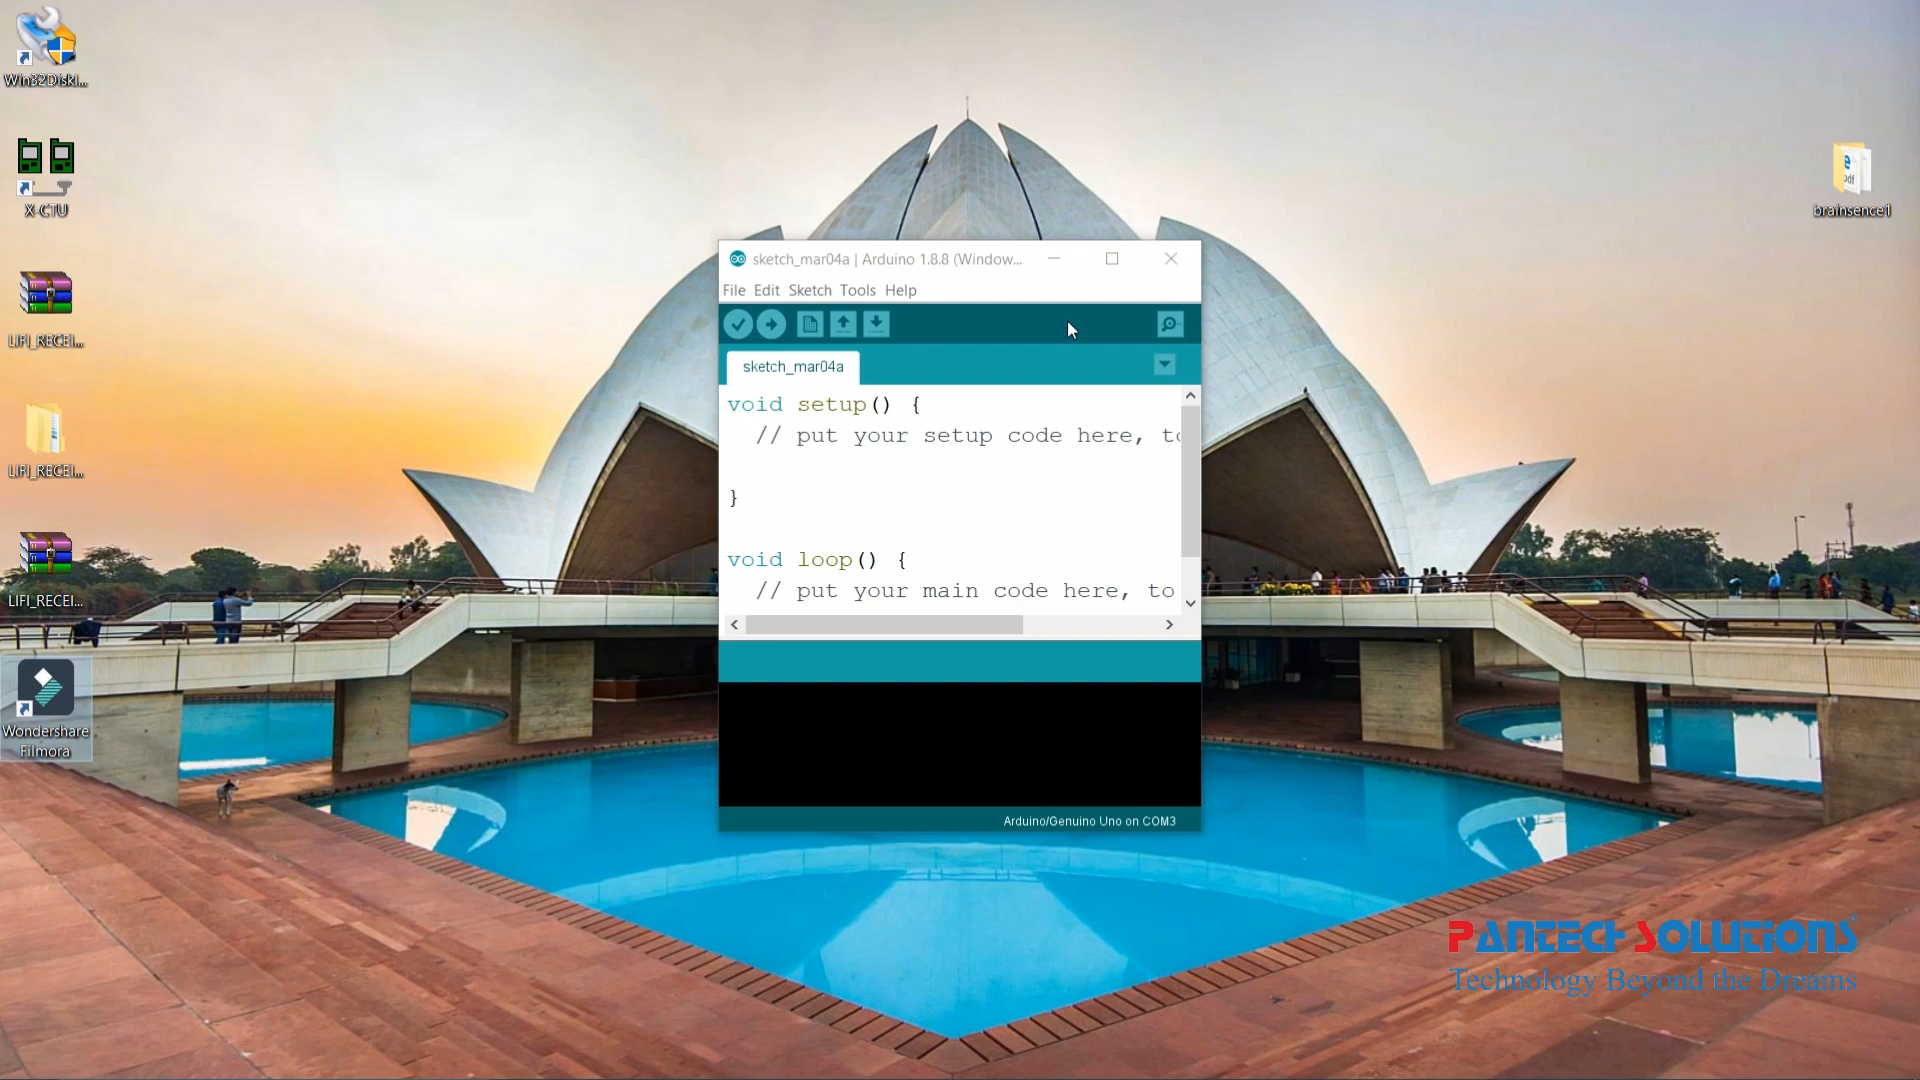 Win32DiskI...
X-CTU
LIFI_RECEI...
LIFI_RECEI...
LIFI_RECEI...
Wondershare
Filmora
brainsence1
pdf
sketch_mar04a | Arduino 1.8.8 (Window...
File Edit Sketch Tools Help
sketch_mar04a
void setup() {
// put your setup code here, to
}
void loop() {
// put your main code here, to
Arduino/Genuino Uno on COM3
PANTECH SOLUTIONS
Technology Beyond the Dreams